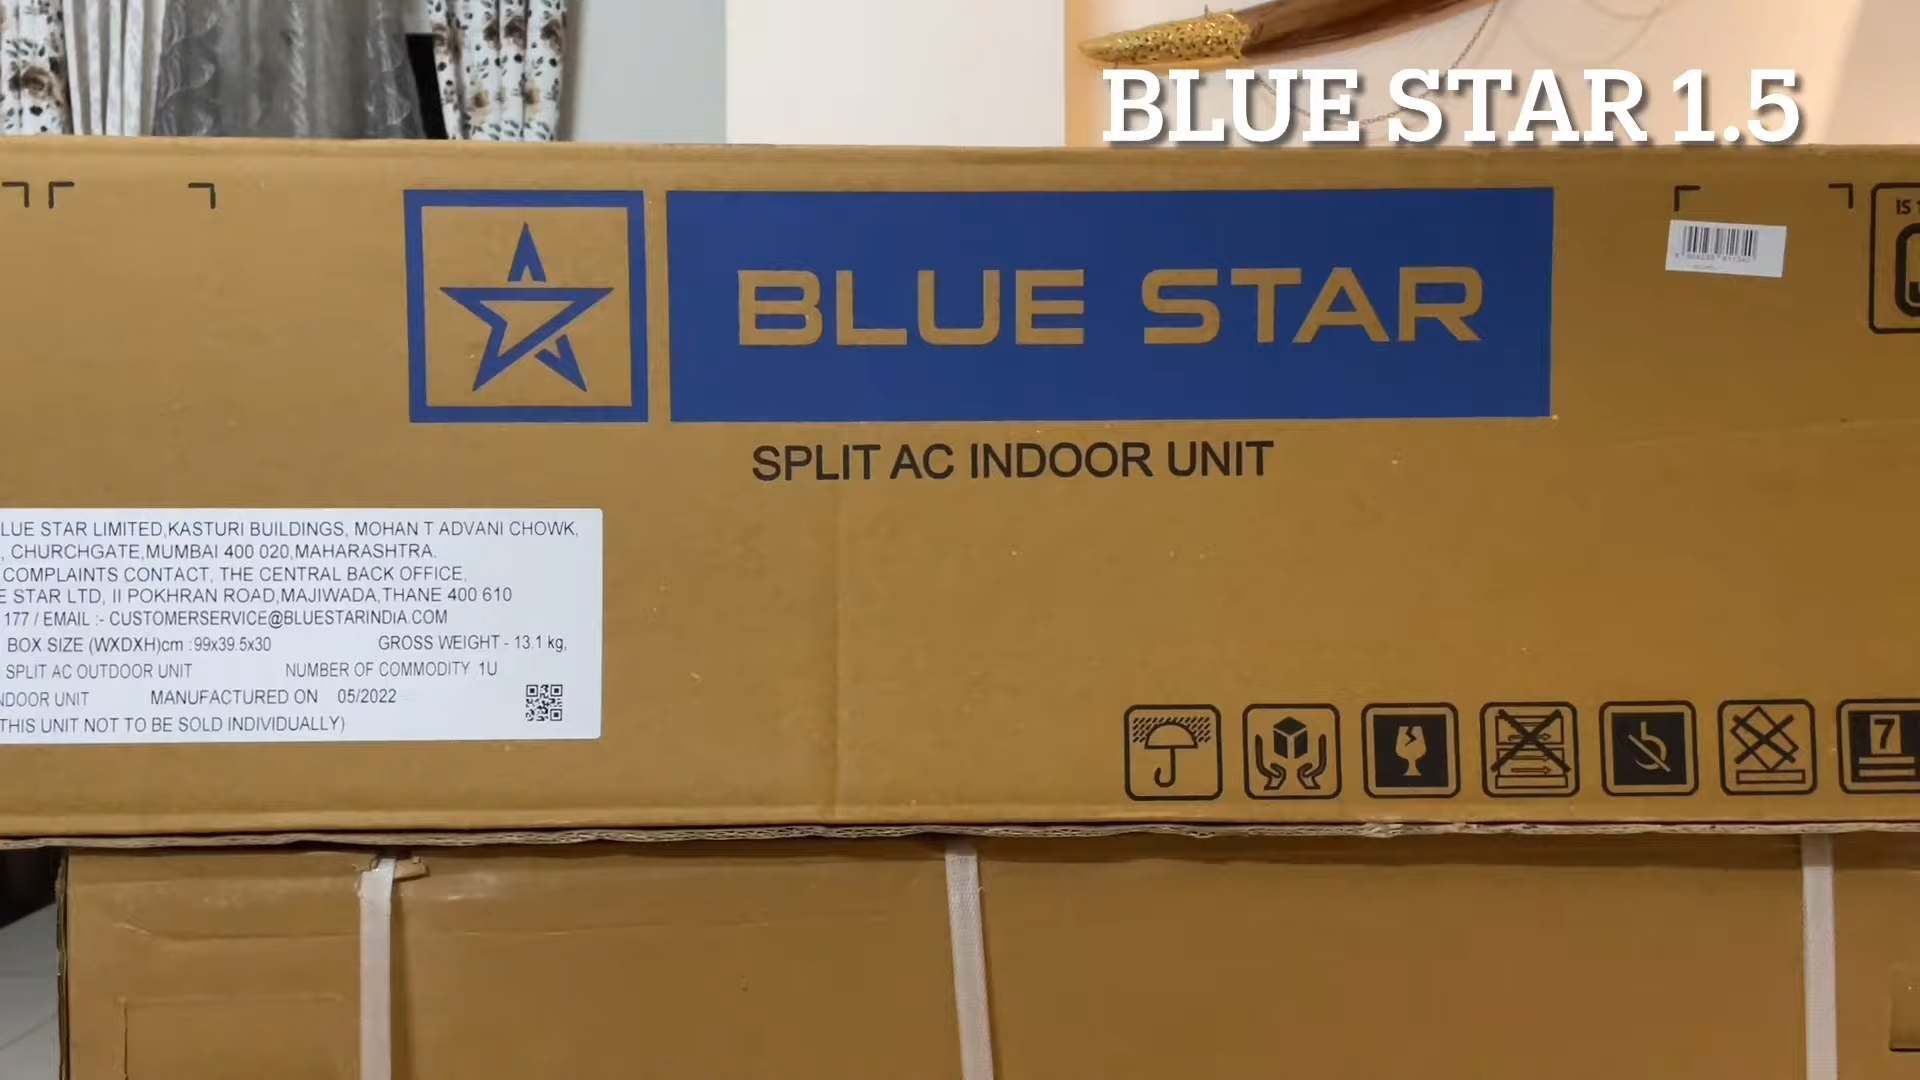 BLUE STAR 1.5
IS
BLUE STAR
SPLIT AC INDOOR UNIT
LUE STAR LIMITED,KASTURI BUILDINGS, MOHAN T ADVANI CHOWK,
, CHURCHGATE,MUMBAI 400 020,MAHARASHTRA.
COMPLAINTS CONTACT, THE CENTRAL BACK OFFICE,
E STAR LTD, II POKHRAN ROAD,MAJIWADA,THANE 400 610
177 / EMAIL :- CUSTOMERSERVICE@BLUESTARINDIA.COM
BOX SIZE (WXDXH)cm :99x39.5x30 GROSS WEIGHT - 13.1 kg,
SPLIT AC OUTDOOR UNIT NUMBER OF COMMODITY 1U
NDOOR UNIT MANUFACTURED ON 05/2022
THIS UNIT NOT TO BE SOLD INDIVIDUALLY)
7